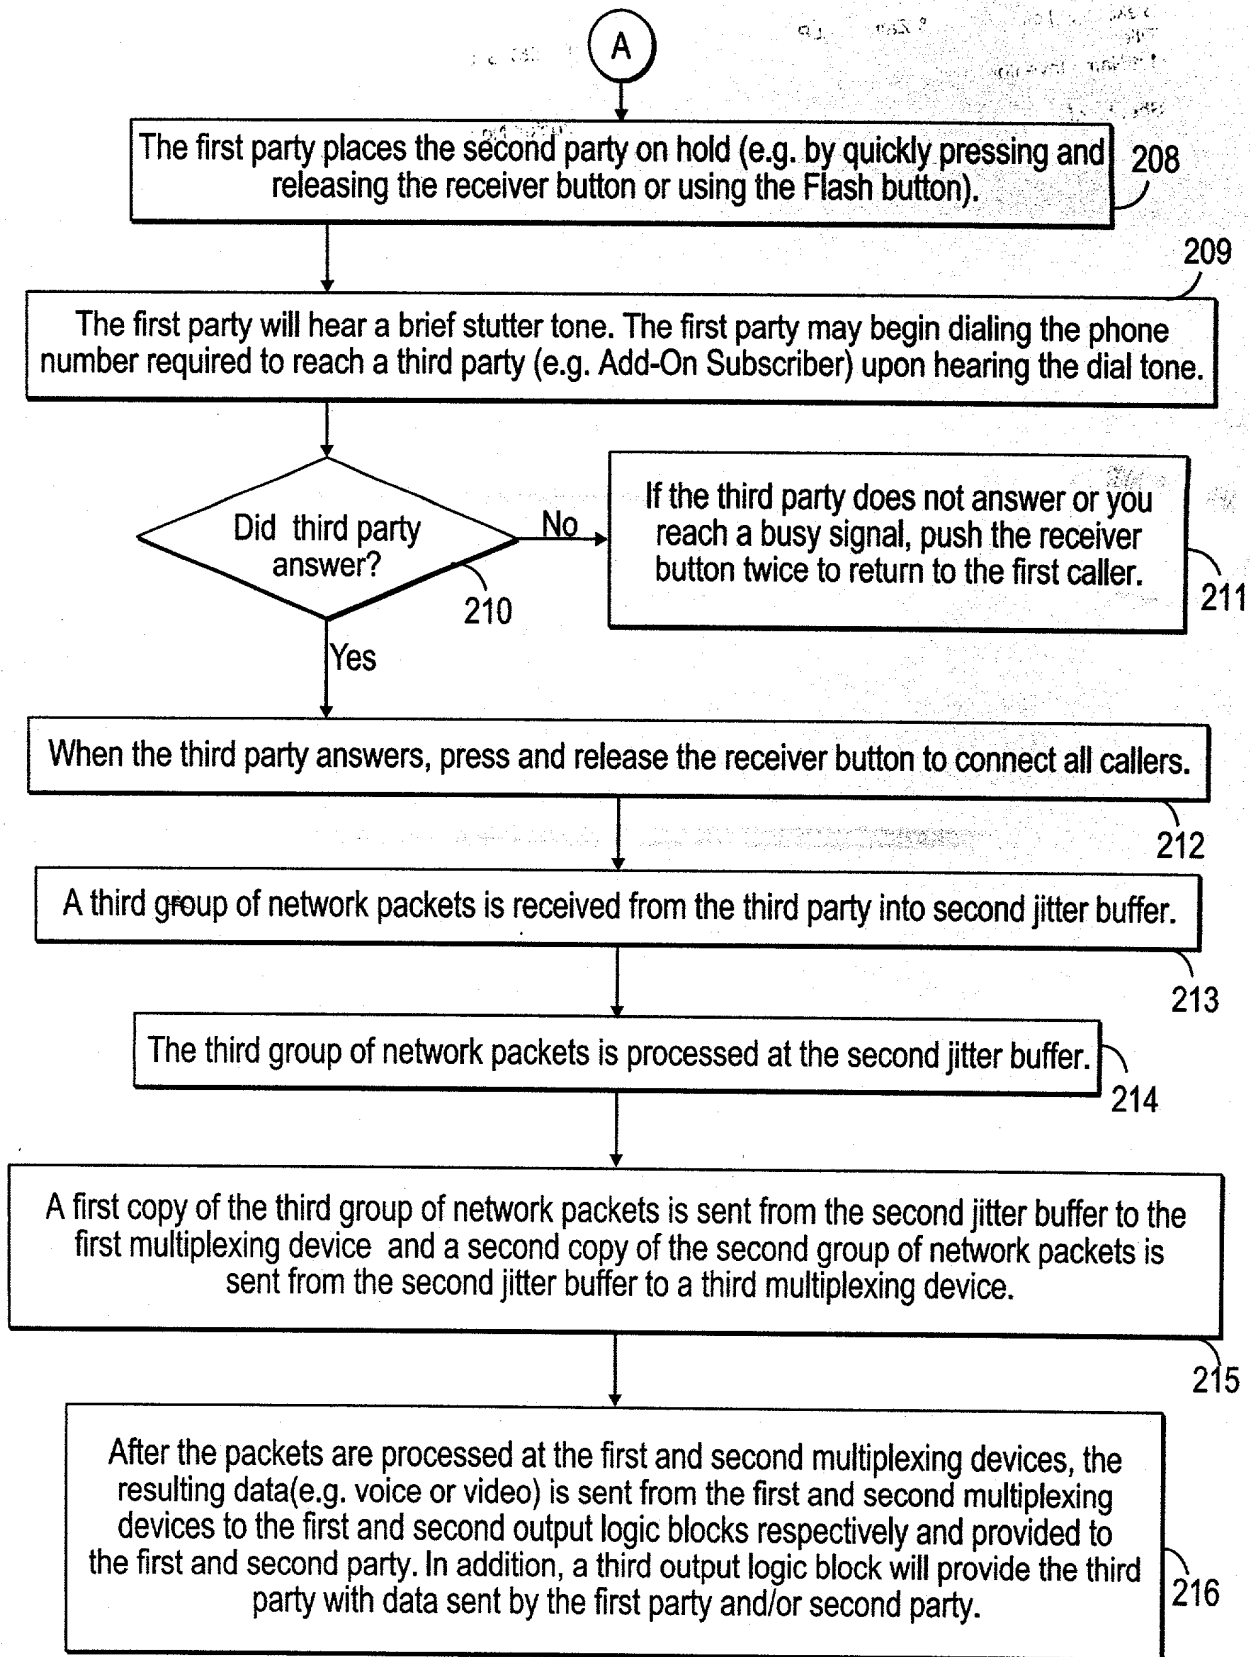 A
The first party places the second party on hold (e.g. by quickly pressing and
releasing the receiver button or using the Flash button).
208
209
The first party will hear a brief stutter tone. The first party may begin dialing the phone
number required to reach a third party (e.g. Add-On Subscriber) upon hearing the dial tone.
Did third party
answer?
210
No
If the third party does not answer or you
reach a busy signal, push the receiver
button twice to return to the first caller.
211
Yes
When the third party answers, press and release the receiver button to connect all callers.
212
A third group of network packets is received from the third party into second jitter buffer.
213
The third group of network packets is processed at the second jitter buffer.
214
A first copy of the third group of network packets is sent from the second jitter buffer to the
first multiplexing device and a second copy of the second group of network packets is
sent from the second jitter buffer to a third multiplexing device.
215
After the packets are processed at the first and second multiplexing devices, the
resulting data(e.g. voice or video) is sent from the first and second multiplexing
devices to the first and second output logic blocks respectively and provided to
the first and second party. In addition, a third output logic block will provide the third
party with data sent by the first party and/or second party.
216